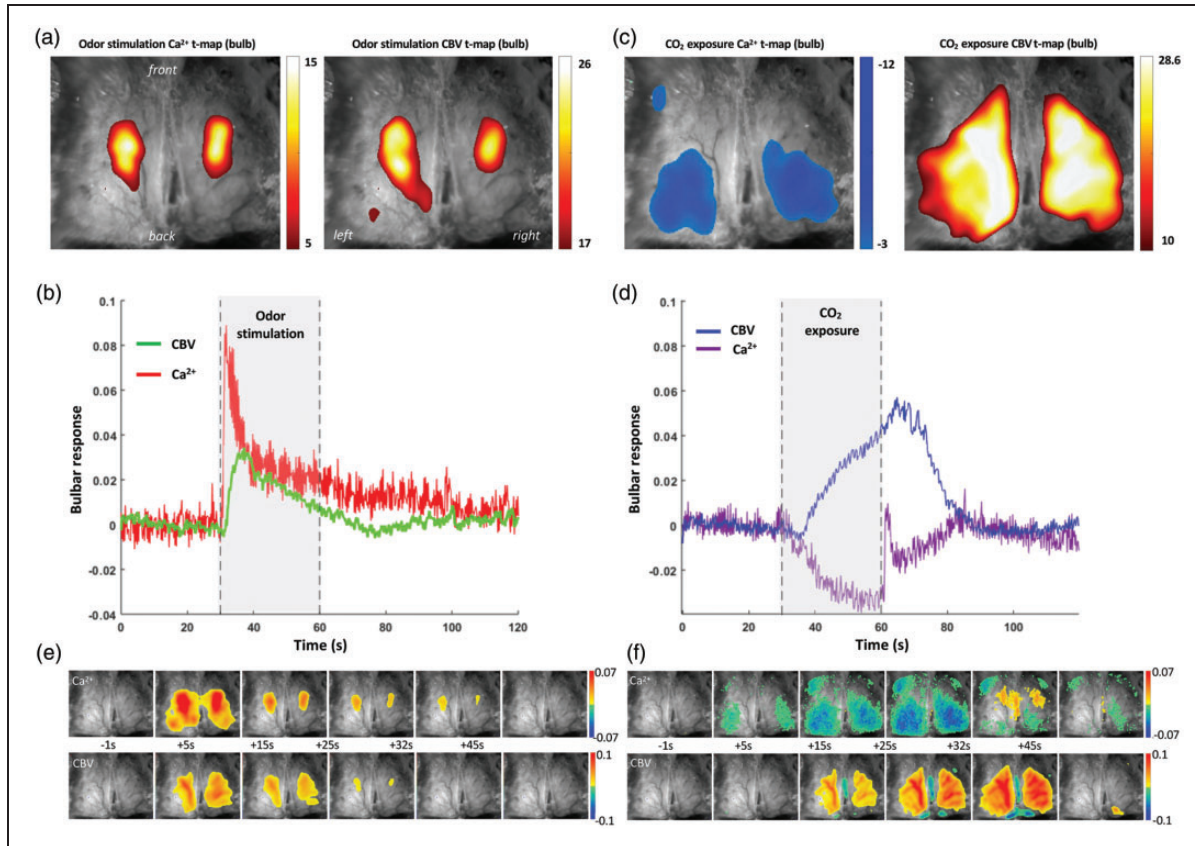 (a)
Odor stimulation Ca²⁺ t-map (bulb)
front
back
15
5
Odor stimulation CBV t-map (bulb)
left
right
26
17
(c)
CO₂ exposure Ca²⁺ t-map (bulb)
-12
-3
CO₂ exposure CBV t-map (bulb)
28.6
10
(b)
Odor
stimulation
CBV
Ca²⁺
Bulbar response
0.1
0.08
0.06
0.04
0.02
0
-0.02
-0.04
0 20 40 60 80 100 120
Time (s)
(d)
CO₂
exposure
CBV
Ca²⁺
Bulbar response
0.1
0.08
0.06
0.04
0.02
0
-0.02
0 20 40 60 80 100
Time (s)
(e)
Ca²⁺
0.07
-0.07
-1s +5s +15s +25s +32s +45s
CBV
0.1
-0.1
(f)
Ca²⁺
0.07
-0.07
-1s +5s +15s +25s +32s +45s
CBV
0.1
-0.1